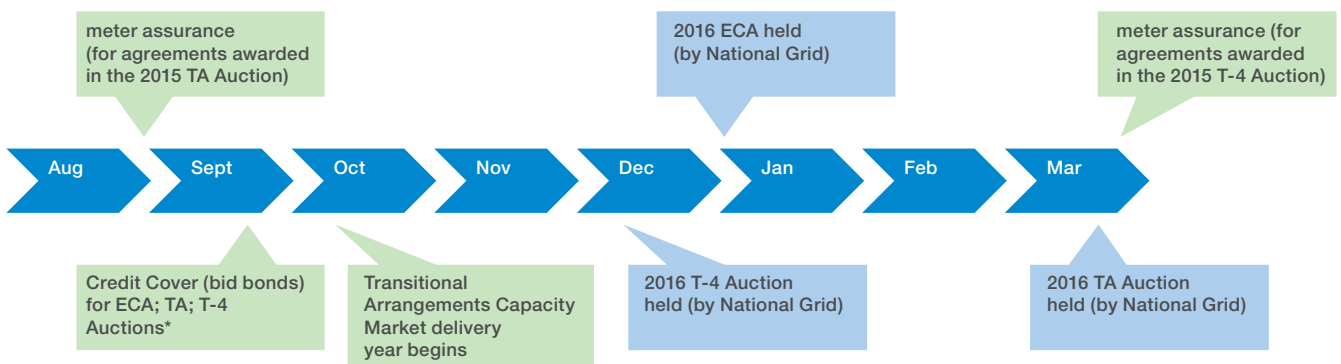 meter assurance
(for agreements awarded
in the 2015 TA Auction)
2016 ECA held
(by National Grid)
meter assurance (for
agreements awarded
in the 2015 T-4 Auction)
Aug
Sept
Oct
Nov
Dec
Jan
Feb
Mar
Credit Cover (bid bonds)
for ECA; TA; T-4
Auctions*
Transitional
Arrangements Capacity
Market delivery
year begins
2016 T-4 Auction
held (by National Grid)
2016 TA Auction
held (by National Grid)